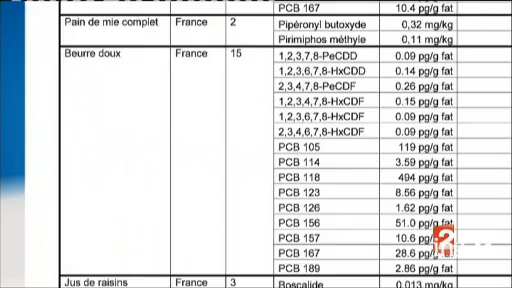 PCB 167 10.4 pg/g fat
Pain de mie complet France 2 Pipéronyl butoxyde 0,32 mg/kg
Pirimiphos méthyle 0,11 mg/kg
Beurre doux France 15 1,2,3,7,8-PeCDD 0.09 pg/g fat
1,2,3,6,7,8-HxCDD 0.14 pg/g fat
2,3,4,7,8-PeCDF 0.26 pg/g fat
1,2,3,4,7,8-HxCDF 0.15 pg/g fat
1,2,3,6,7,8-HxCDF 0.09 pg/g fat
2,3,4,6,7,8-HxCDF 0.09 pg/g fat
PCB 105 119 pg/g fat
PCB 114 3.59 pg/g fat
PCB 118 494 pg/g fat
PCB 123 8.56 pg/g fat
PCB 126 1.62 pg/g fat
PCB 156 51.0 pg/g fat
PCB 157 10.6 pg/g
PCB 167 28.6 pg/g
PCB 189 2.86 pg/g fat
Jus de raisins France 3 Boscalide 0.013 mg/kg
2